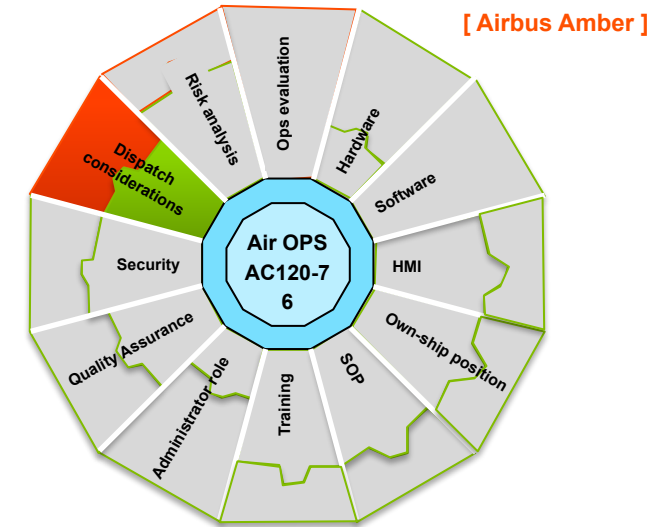 [ Airbus Amber ]
Ops evaluation
Hardware
Software
HMI
Own-ship position
SOP
Training
Administrator role
Quality Assurance
Security
Dispatch
considerations
Risk analysis
Air OPS
AC120-7
6